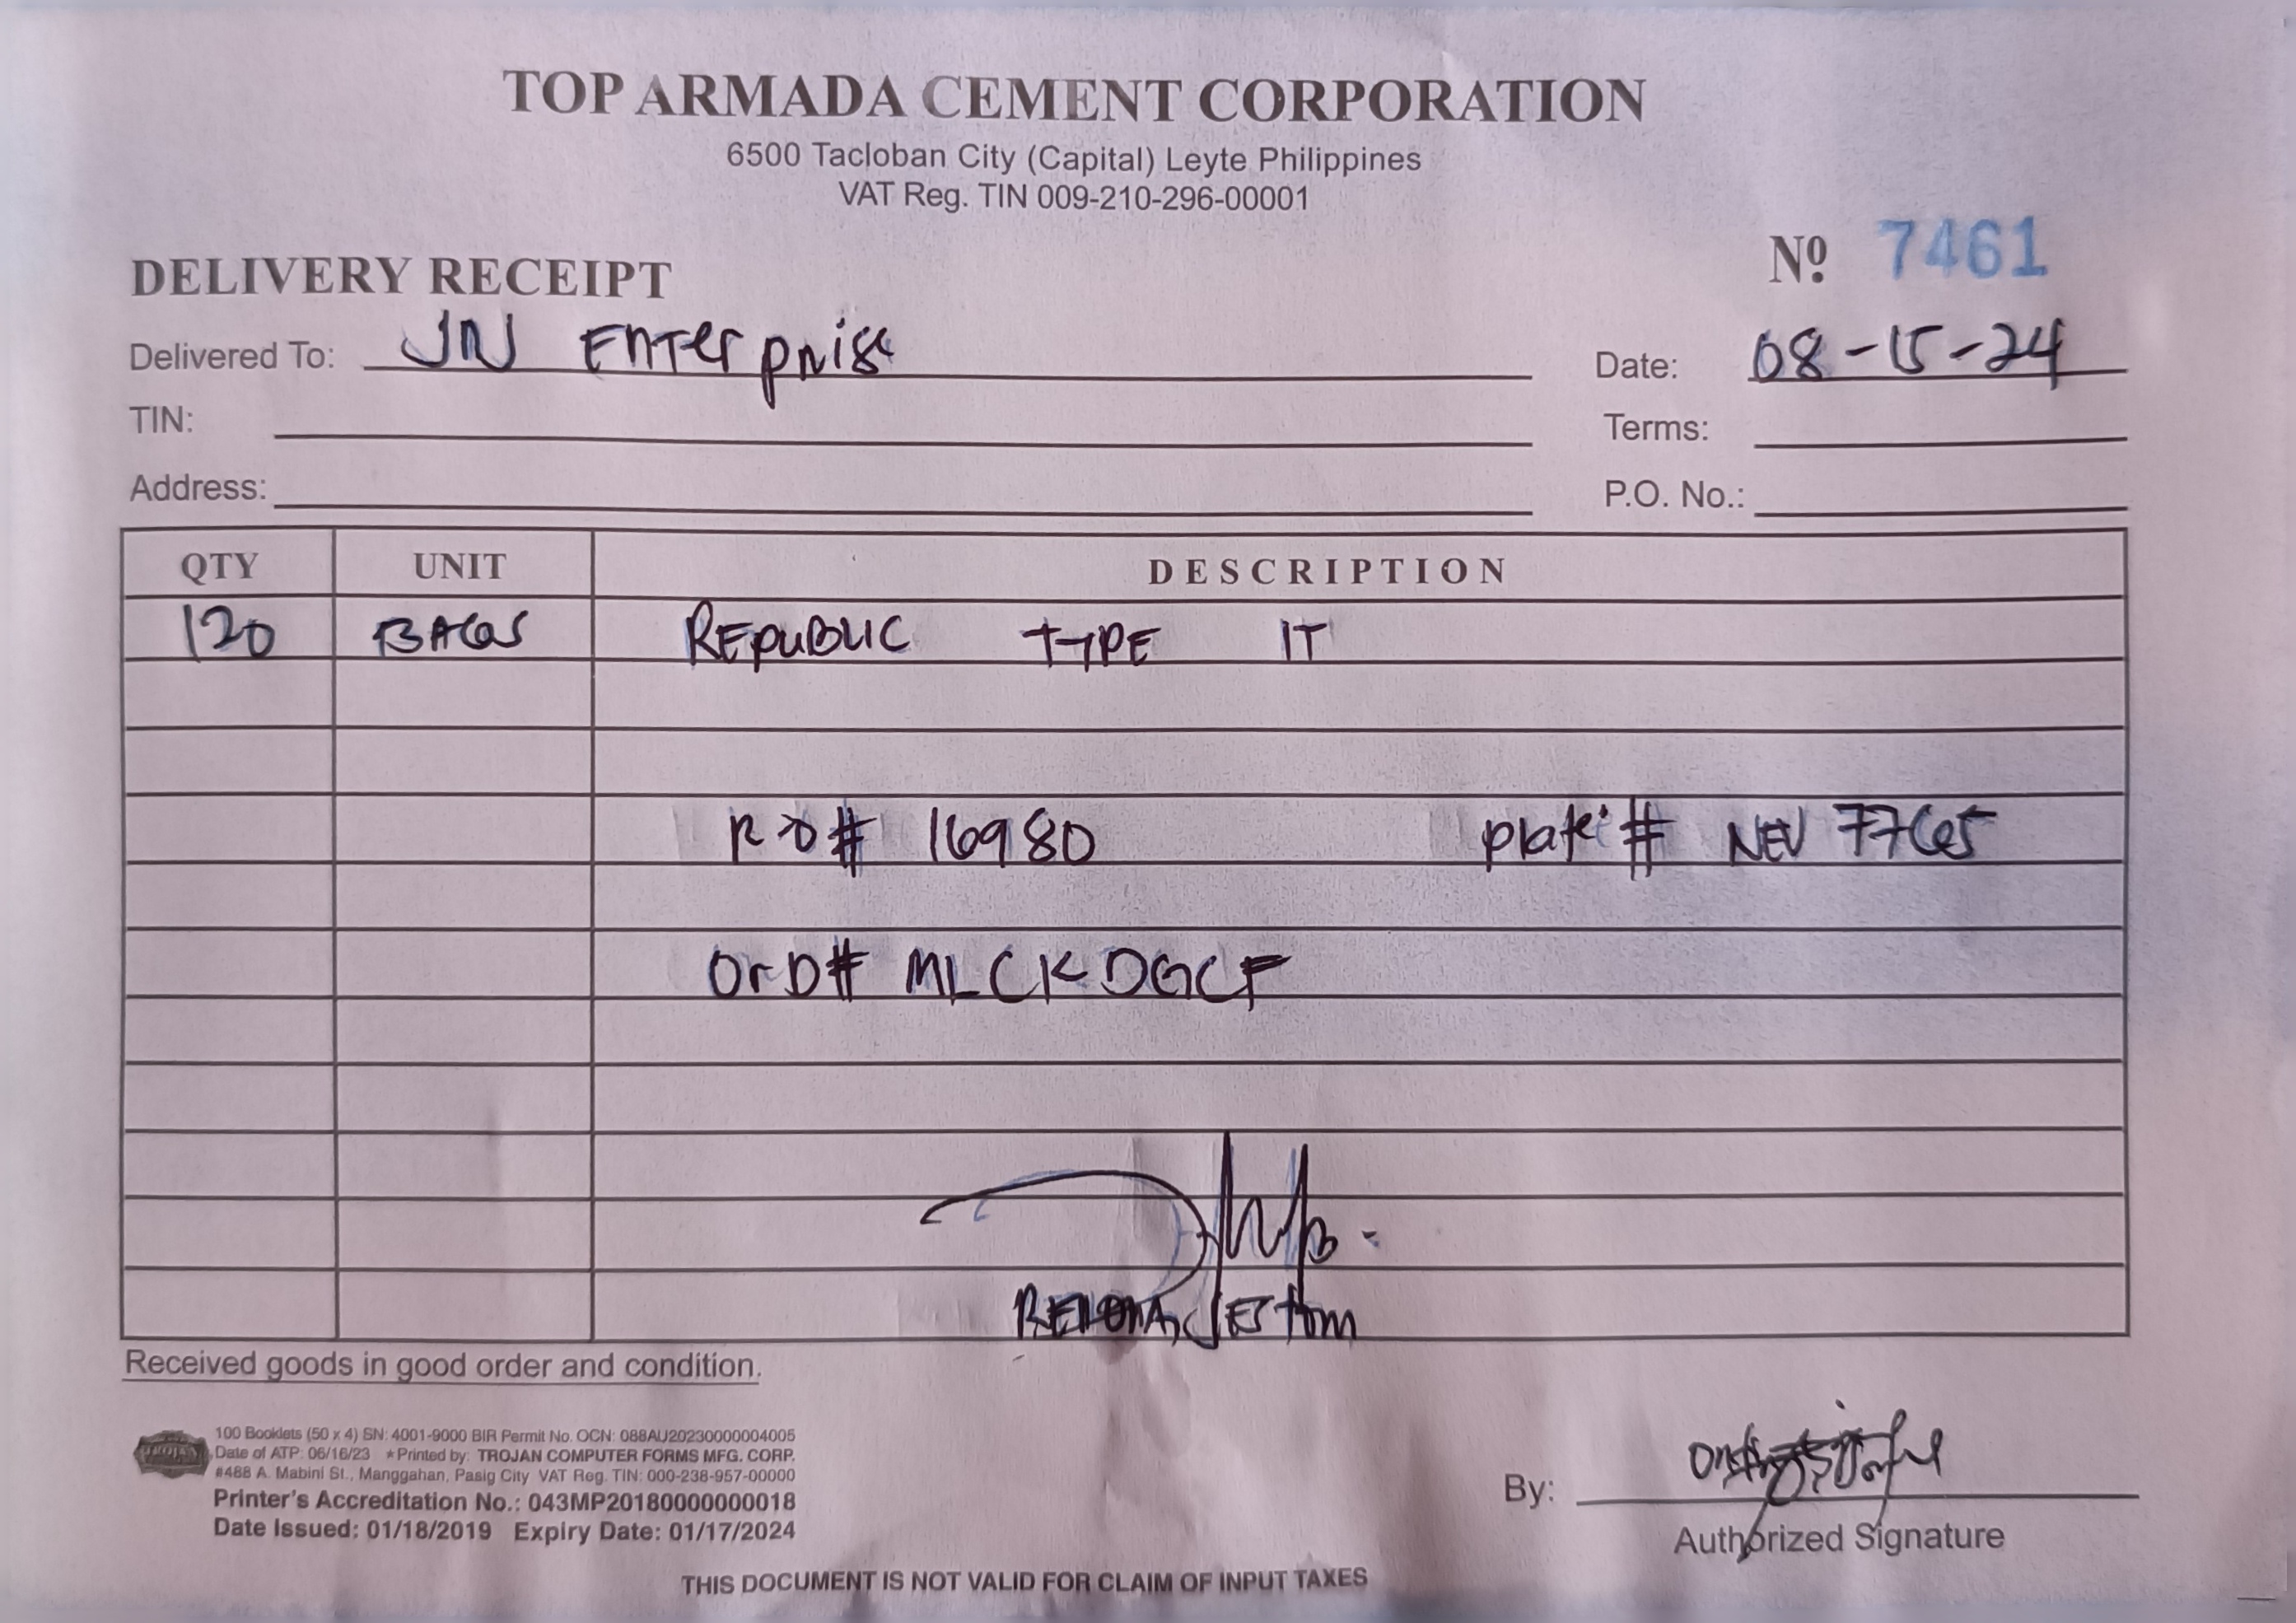 TOP ARMADA CEMENT CORPORATION
6500 Tacloban City (Capital) Leyte Philippines
VAT Reg. TIN 009-210-296-00001
DELIVERY RECEIPT
Nº 7461
Delivered To: JN Enterprise
Date: 08-15-24
TIN:
Terms:
Address:
P.O. No.:
QTY UNIT DESCRIPTION
120 BAGS REPUBLIC TYPE IT
# 16980 plate # NEV 7765
OrD# MLCKDGCF
Received goods in good order and condition.
100 Booklets (50 x 4) SN: 4001-9000 BIR Permit No. OCN: 088AU20230000004005
Date of ATP: 06/16/23 *Printed by: TROJAN COMPUTER FORMS MFG. CORP.
#488 A. Mabini St., Manggahan, Pasig City VAT Reg. TIN: 000-238-957-00000
Printer's Accreditation No.: 043MP20180000000018
Date Issued: 01/18/2019 Expiry Date: 01/17/2024
By:
Authorized Signature
THIS DOCUMENT IS NOT VALID FOR CLAIM OF INPUT TAXES